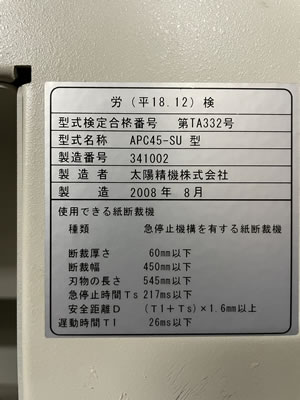 労（平18.12）検
型式検定合格番号 第TA332号
型式名称 APC45-SU 型
製造番号 341002
製造者 太陽精機株式会社
製造 2008年 8月
使用できる紙断裁機
種類 急停止機構を有する紙断裁機
断裁厚さ 60mm以下
断裁幅 450mm以下
刃物の長さ 545mm以下
急停止時間Ts 217ms以下
安全距離D （Tl＋Ts）×1.6mm以上
遅動時間Tl 26ms以下